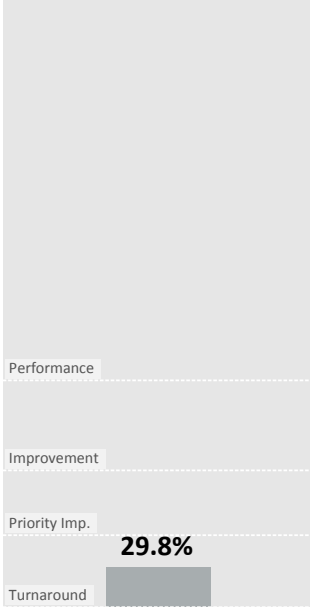 Performance
Improvement
Priority Imp.
29.8%
Turnaround